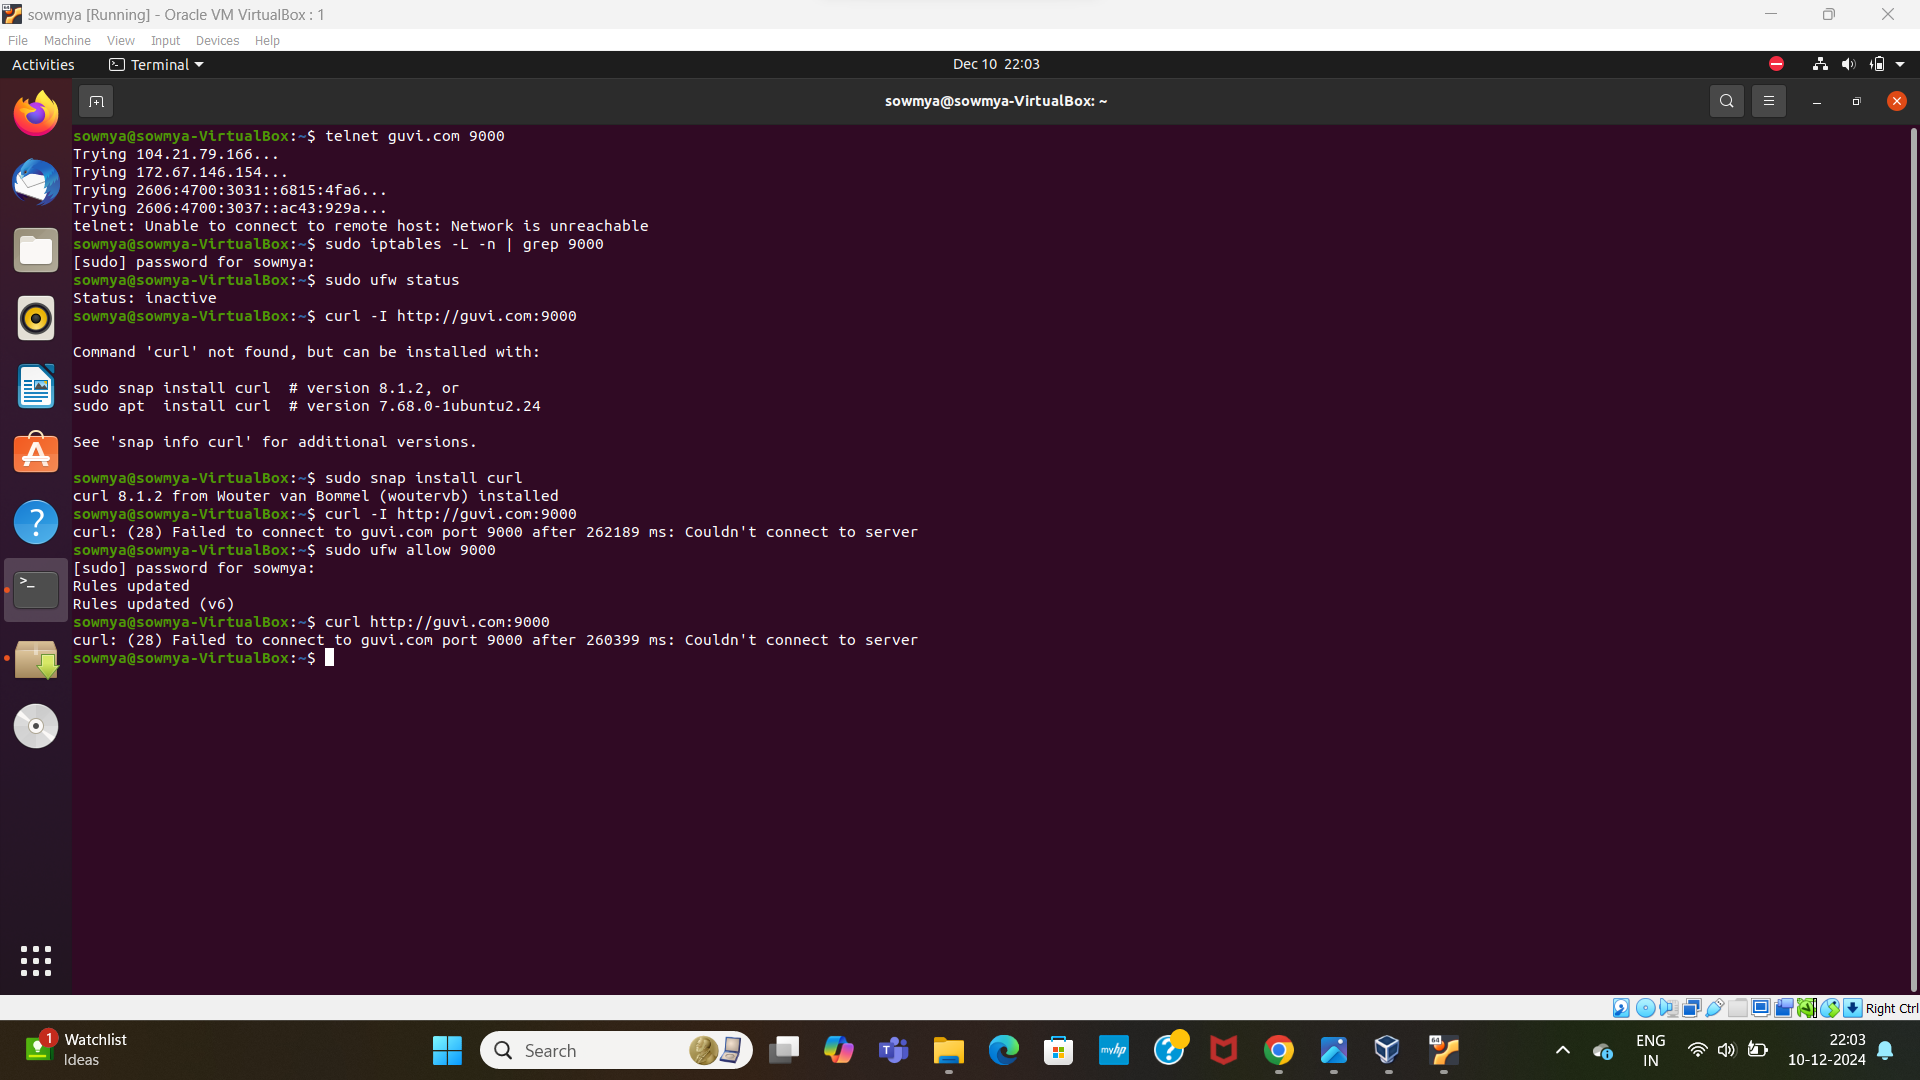 sowmya [Running] - Oracle VM VirtualBox : 1
File Machine View Input Devices Help
Activities Terminal Dec 10 22:03
sowmya@sowmya-VirtualBox: ~
sowmya@sowmya-VirtualBox:~$ telnet guvi.com 9000
Trying 104.21.79.166...
Trying 172.67.146.154...
Trying 2606:4700:3031::6815:4fa6...
Trying 2606:4700:3037::ac43:929a...
telnet: Unable to connect to remote host: Network is unreachable
sowmya@sowmya-VirtualBox:~$ sudo iptables -L -n | grep 9000
[sudo] password for sowmya:
sowmya@sowmya-VirtualBox:~$ sudo ufw status
Status: inactive
sowmya@sowmya-VirtualBox:~$ curl -I http://guvi.com:9000
Command 'curl' not found, but can be installed with:
sudo snap install curl  # version 8.1.2, or
sudo apt  install curl  # version 7.68.0-1ubuntu2.24
See 'snap info curl' for additional versions.
sowmya@sowmya-VirtualBox:~$ sudo snap install curl
curl 8.1.2 from Wouter van Bommel (woutervb) installed
sowmya@sowmya-VirtualBox:~$ curl -I http://guvi.com:9000
curl: (28) Failed to connect to guvi.com port 9000 after 262189 ms: Couldn't connect to server
sowmya@sowmya-VirtualBox:~$ sudo ufw allow 9000
[sudo] password for sowmya:
Rules updated
Rules updated (v6)
sowmya@sowmya-VirtualBox:~$ curl http://guvi.com:9000
curl: (28) Failed to connect to guvi.com port 9000 after 260399 ms: Couldn't connect to server
sowmya@sowmya-VirtualBox:~$
Right Ctrl
1 Watchlist
Ideas
Search
myhp
64
ENG
IN
22:03
10-12-2024